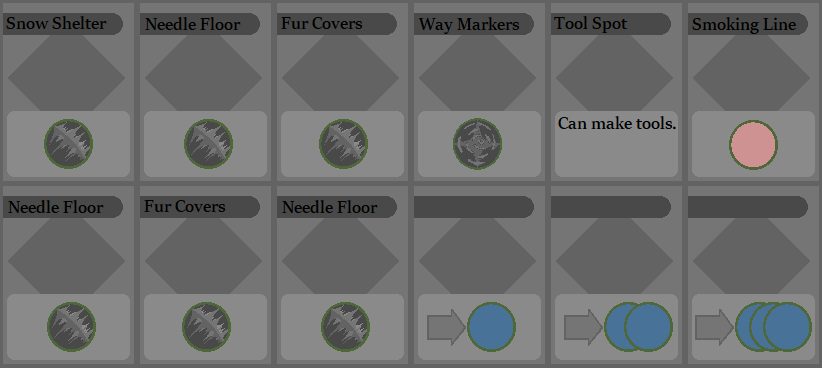 Snow Shelter
Needle Floor
Fur Covers
Way Markers
Tool Spot
Smoking Line
Can make tools.
Needle Floor
Fur Covers
Needle Floor